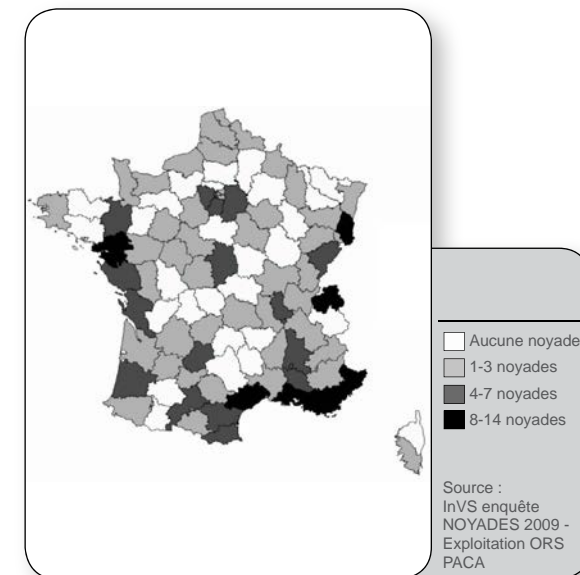 Aucune noyade
1-3 noyades
4-7 noyades
8-14 noyades
Source :
InVS enquête
NOYADES 2009 -
Exploitation ORS
PACA